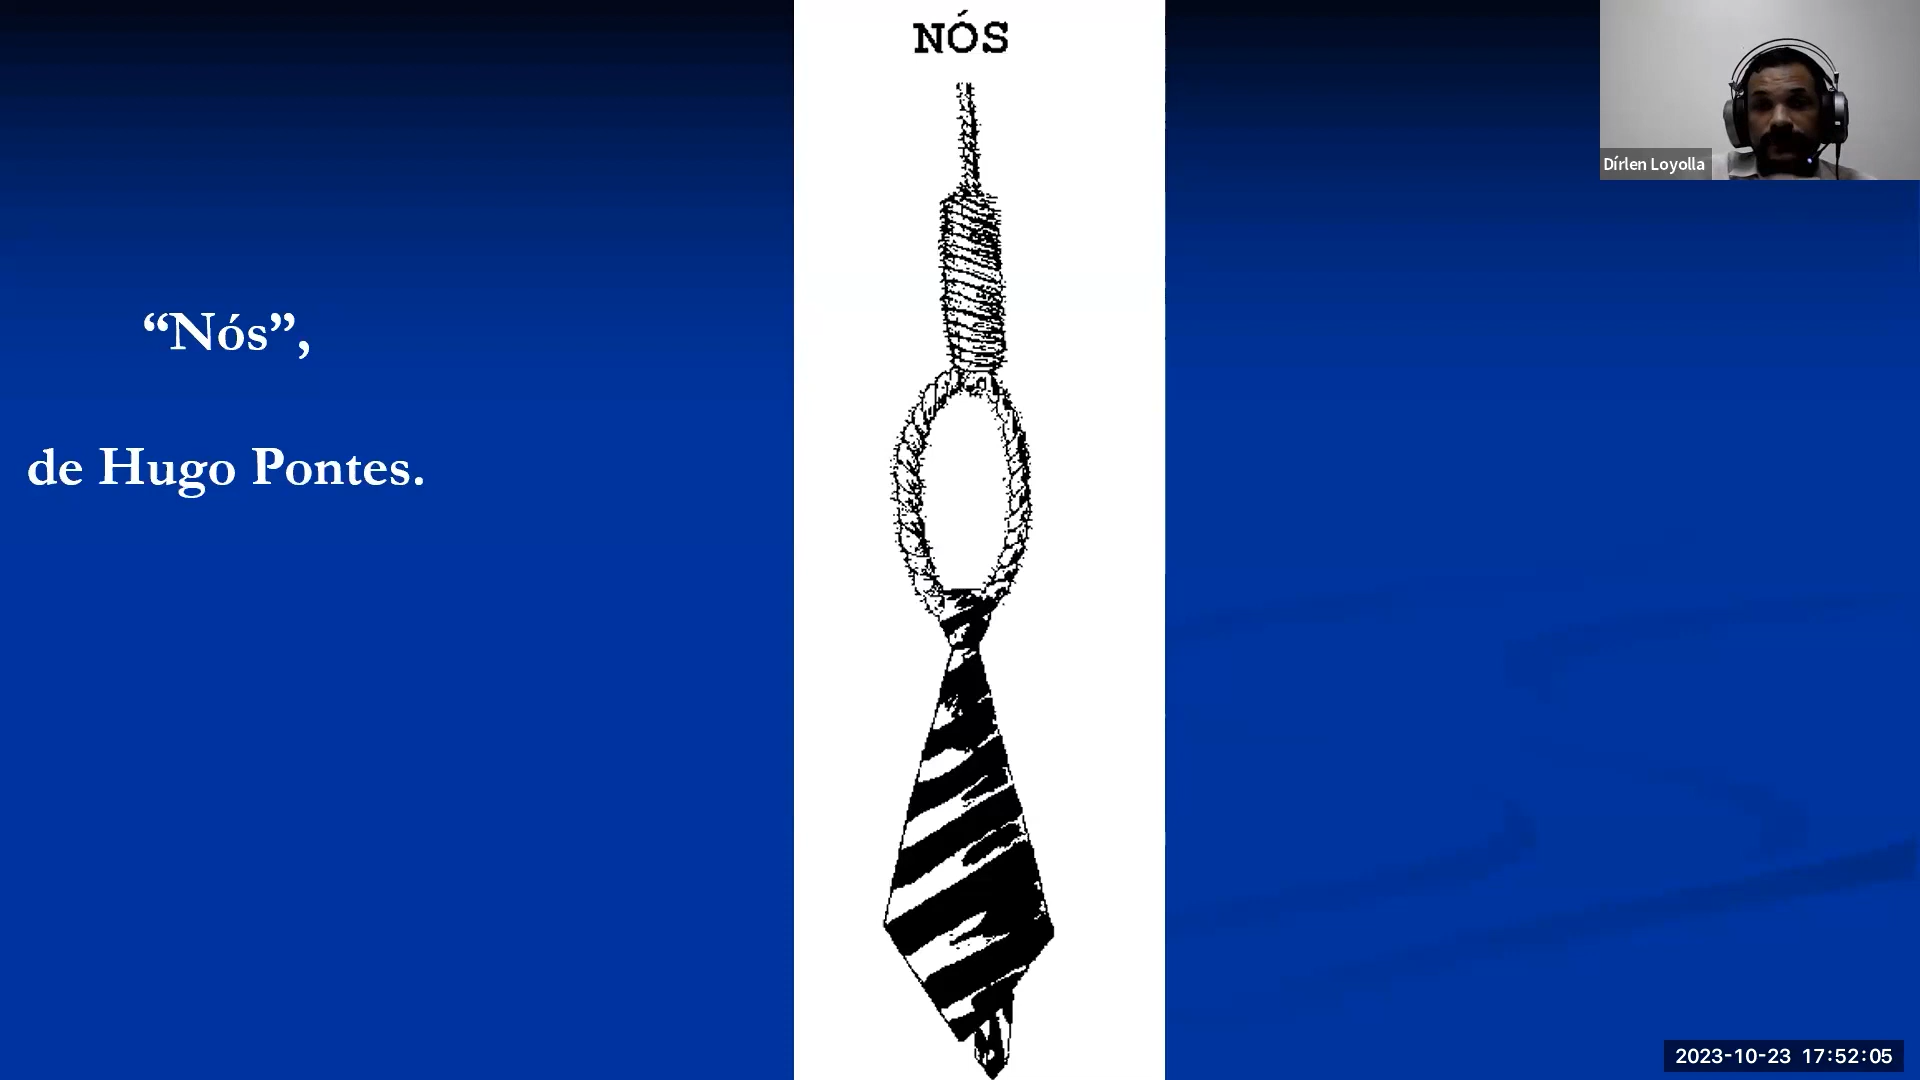 NÓS
“Nós”,
de Hugo Pontes.
Dírlen Loyolla
2023-10-23 17:52:05